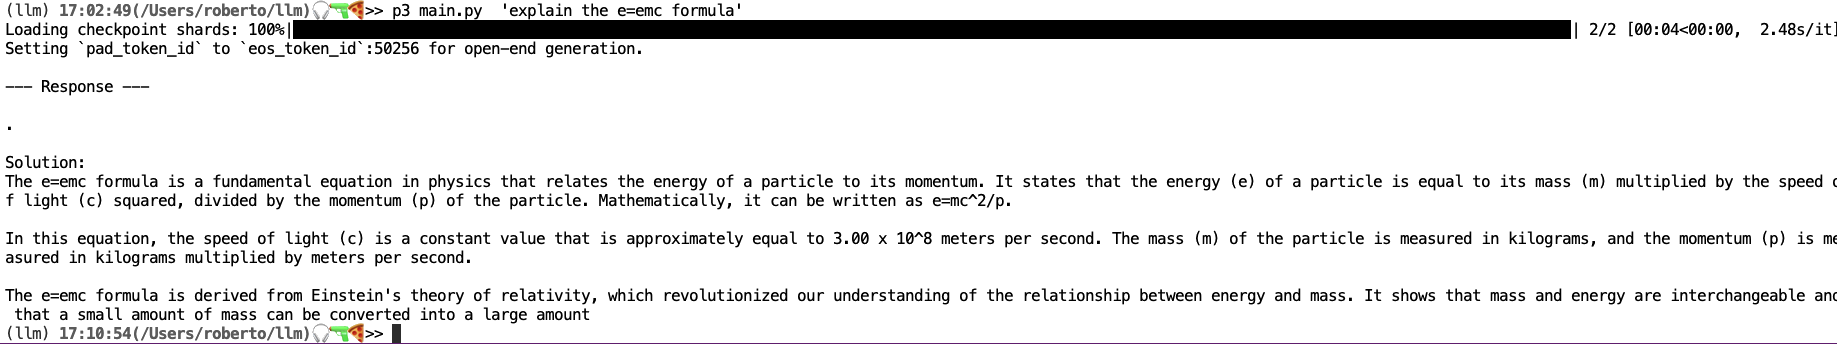 (llm) 17:02:49(/Users/roberto/llm)🎧🔫🍕>> p3 main.py  'explain the e=emc formula'
Loading checkpoint shards: 100%|██████████| 2/2 [00:04<00:00,  2.48s/it]
Setting `pad_token_id` to `eos_token_id`:50256 for open-end generation.
--- Response ---
.
Solution:
The e=emc formula is a fundamental equation in physics that relates the energy of a particle to its momentum. It states that the energy (e) of a particle is equal to its mass (m) multiplied by the speed o
f light (c) squared, divided by the momentum (p) of the particle. Mathematically, it can be written as e=mc^2/p.
In this equation, the speed of light (c) is a constant value that is approximately equal to 3.00 x 10^8 meters per second. The mass (m) of the particle is measured in kilograms, and the momentum (p) is me
asured in kilograms multiplied by meters per second.
The e=emc formula is derived from Einstein's theory of relativity, which revolutionized our understanding of the relationship between energy and mass. It shows that mass and energy are interchangeable and
 that a small amount of mass can be converted into a large amount
(llm) 17:10:54(/Users/roberto/llm)🎧🔫🍕>>